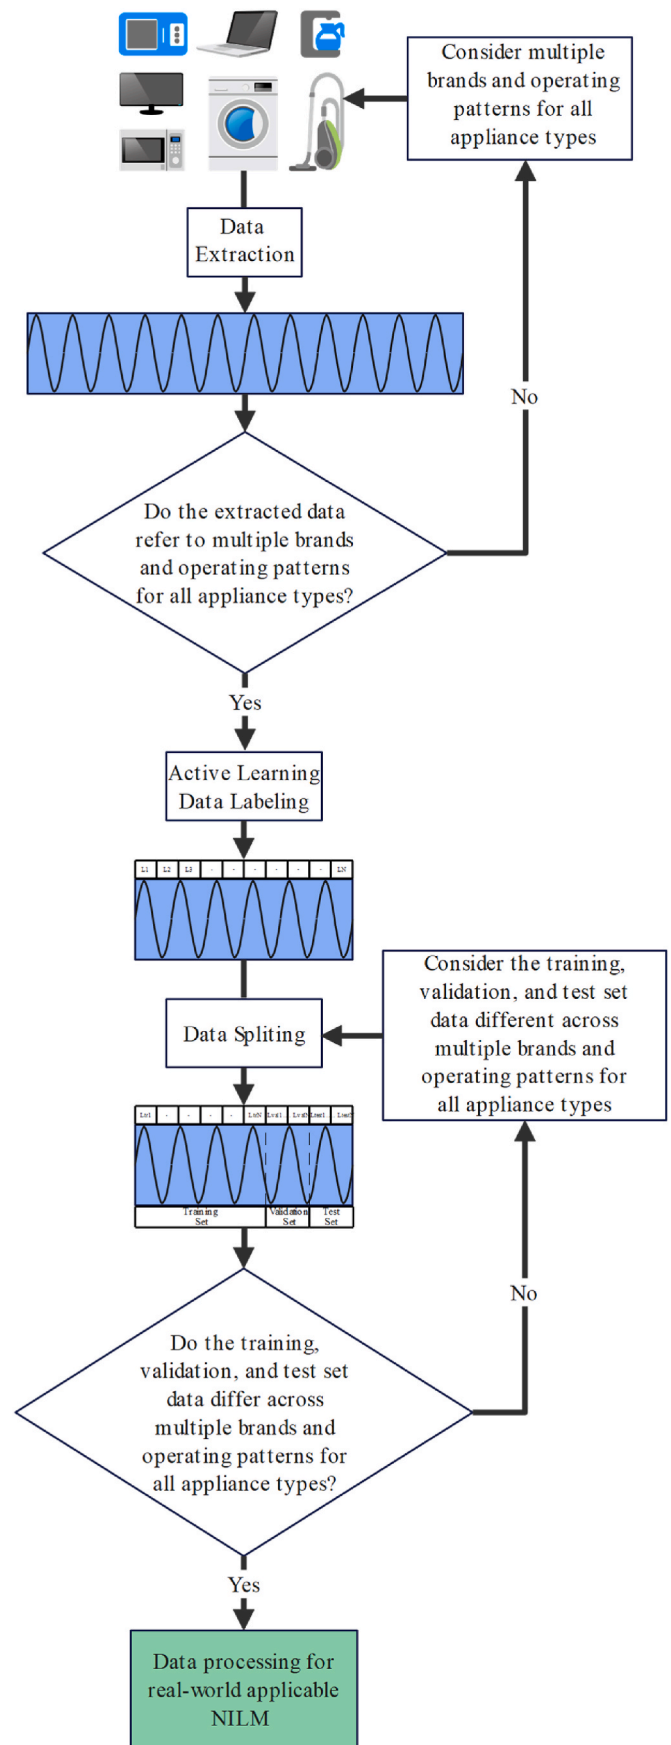 Consider multiple
brands and operating
patterns for all
appliance types
Data
Extraction
No
Do the extracted data
refer to multiple brands
and operating patterns
for all appliance types?
Yes
Active Learning
Data Labeling
L1 L2 L3 - - - - - - LN
Consider the training,
validation, and test set
data different across
multiple brands and
operating patterns for
all appliance types
Data Spliting
Training
Set
Validation
Set
Test
Set
No
Do the training,
validation, and test set
data differ across
multiple brands and
operating patterns for
all appliance types?
Yes
Data processing for
real-world applicable
NILM